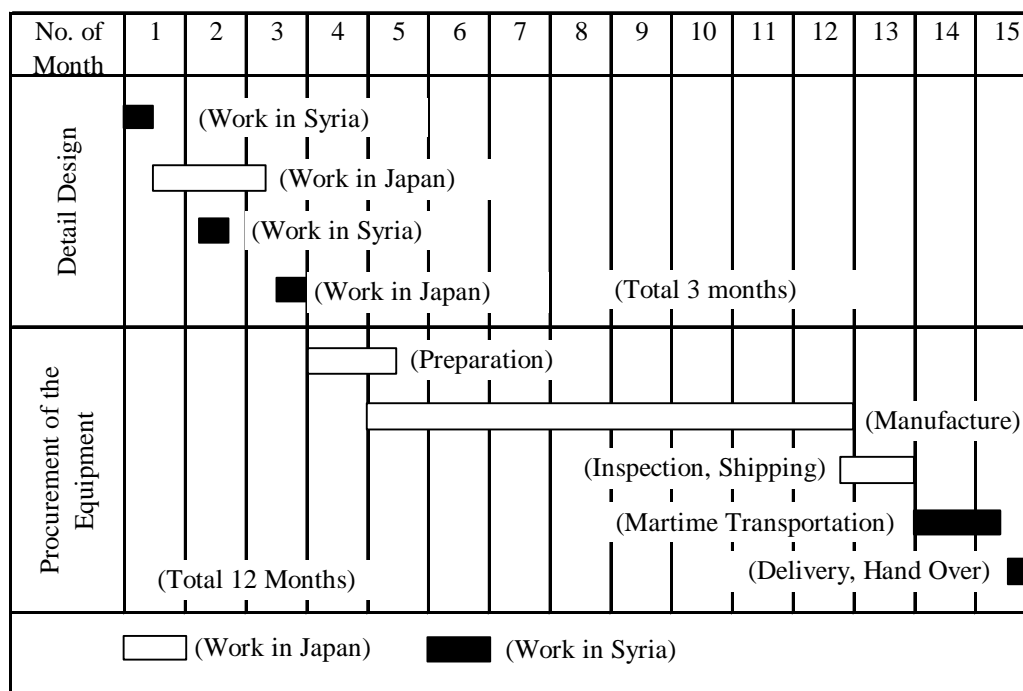 No. of
Month
1 2 3 4 5 6 7 8 9 10 11 12 13 14 15
Detail Design
(Work in Syria)
(Work in Japan)
(Work in Syria)
(Work in Japan) (Total 3 months)
Procurement of the
Equipment
(Preparation)
(Manufacture)
(Inspection, Shipping)
(Martime Transportation)
(Delivery, Hand Over)
(Total 12 Months)
(Work in Japan) (Work in Syria)